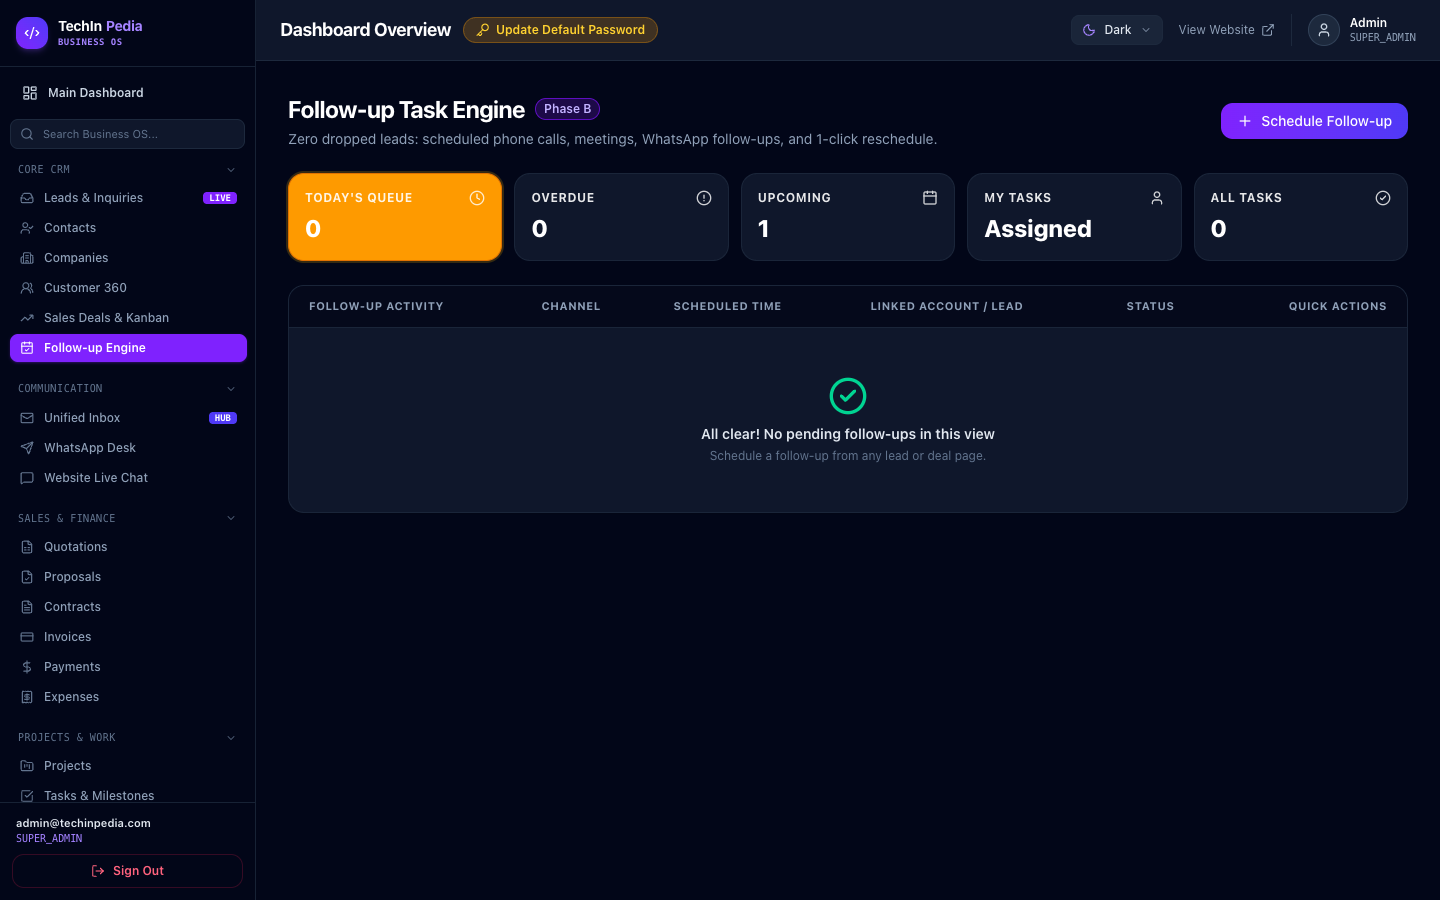 TechIn Pedia
BUSINESS OS
Main Dashboard
Search Business OS...
CORE CRM
Leads & Inquiries LIVE
Contacts
Companies
Customer 360
Sales Deals & Kanban
Follow-up Engine
COMMUNICATION
Unified Inbox HUB
WhatsApp Desk
Website Live Chat
SALES & FINANCE
Quotations
Proposals
Contracts
Invoices
Payments
Expenses
PROJECTS & WORK
Projects
Tasks & Milestones
admin@techinpedia.com
SUPER_ADMIN
Sign Out
Dashboard Overview Update Default Password Dark View Website Admin
SUPER_ADMIN
Follow-up Task Engine Phase B
Zero dropped leads: scheduled phone calls, meetings, WhatsApp follow-ups, and 1-click reschedule.
Schedule Follow-up
TODAY'S QUEUE
0
OVERDUE
0
UPCOMING
1
MY TASKS
Assigned
ALL TASKS
0
FOLLOW-UP ACTIVITY CHANNEL SCHEDULED TIME LINKED ACCOUNT / LEAD STATUS QUICK ACTIONS
All clear! No pending follow-ups in this view
Schedule a follow-up from any lead or deal page.